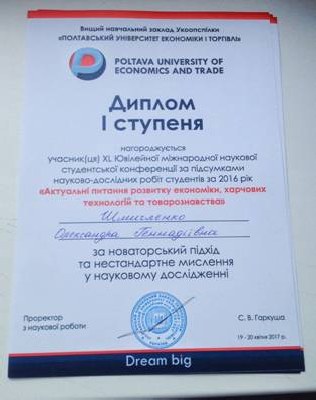 Вищий навчальний заклад Укоопспілки
«ПОЛТАВСЬКИЙ УНІВЕРСИТЕТ ЕКОНОМІКИ І ТОРГІВЛІ»
POLTAVA UNIVERSITY OF
ECONOMICS AND TRADE
Диплом
І ступеня
нагороджується
учасник(ця) XL Ювілейної міжнародної наукової
студентської конференції за підсумками
науково-дослідних робіт студентів за 2016 рік
«Актуальні питання розвитку економіки, харчових
технологій та товарознавства»
Олександра Геннадіївна
за новаторський підхід
та нестандартне мислення
у науковому дослідженні
Проректор
з наукової роботи
С. В. Гаркуша
19 - 20 квітня 2017 р.
Dream big